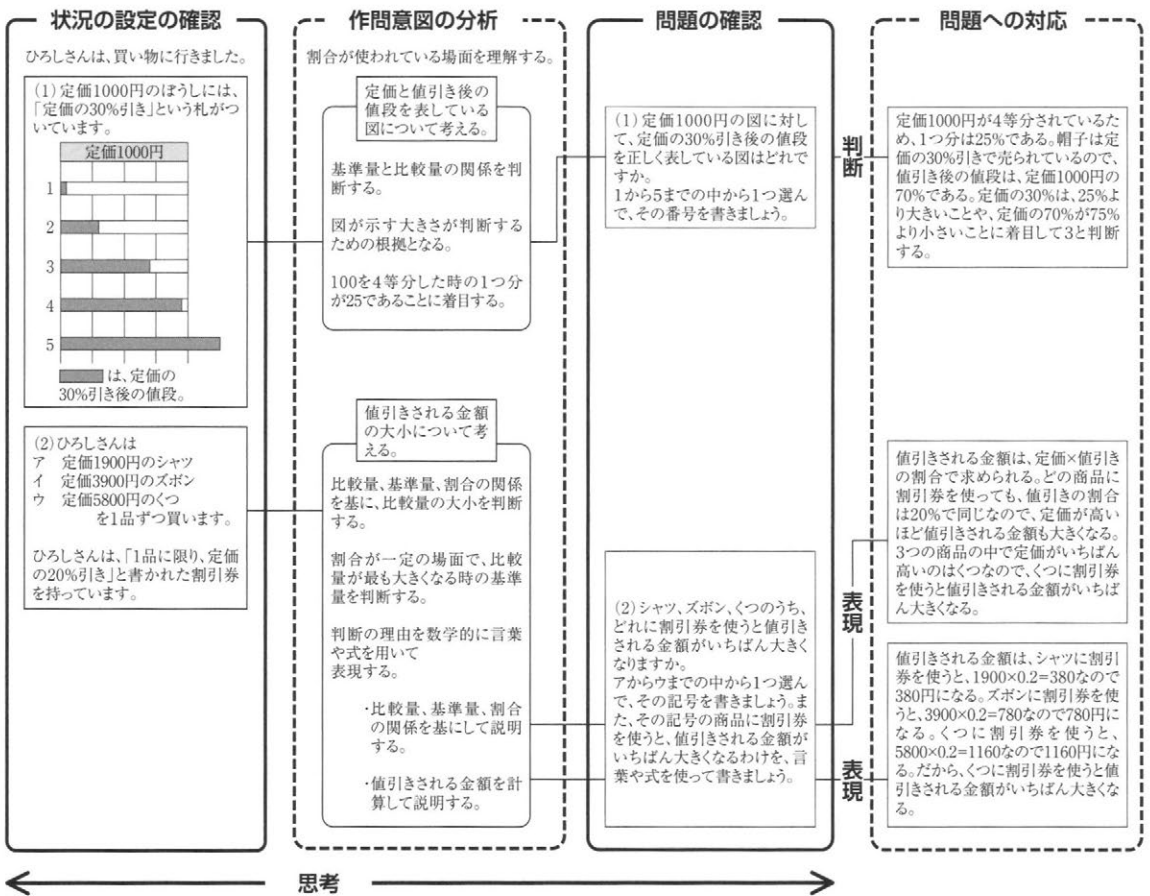 状況の設定の確認
ひろしさんは、買い物に行きました。
(1)定価1000円のぼうしには、
「定価の30%引き」という札がつ
いています。
定価1000円
1
2
3
4
5
は、定価の
30%引き後の値段。
(2)ひろしさんは
ア 定価1900円のシャツ
イ 定価3900円のズボン
ウ 定価5800円のくつ
を1品ずつ買います。
ひろしさんは、「1品に限り、定価
の20%引き」と書かれた割引券
を持っています。
作問意図の分析
割合が使われている場面を理解する。
定価と値引き後の
値段を表している
図について考える。
基準量と比較量の関係を判
断する。
図が示す大きさが判断する
ための根拠となる。
100を4等分した時の1つ分
が25であることに着目する。
値引きされる金額
の大小について考
える。
比較量、基準量、割合の関係
を基に、比較量の大小を判断
する。
割合が一定の場面で、比較
量が最も大きくなる時の基準
量を判断する。
判断の理由を数学的に言葉
や式を用いて
表現する。
・比較量、基準量、割合
の関係を基にして説明
する。
・値引きされる金額を計
算して説明する。
問題の確認
(1)定価1000円の図に対し
て、定価の30%引き後の値段
を正しく表している図はどれで
すか。
1から5までの中から1つ選ん
で、その番号を書きましょう。
(2)シャツ、ズボン、くつのうち、
どれに割引券を使うと値引き
される金額がいちばん大きく
なりますか。
アからウまでの中から1つ選ん
で、その記号を書きましょう。ま
た、その記号の商品に割引券
を使うと、値引きされる金額が
いちばん大きくなるわけを、言
葉や式を使って書きましょう。
判断
表現
表現
問題への対応
定価1000円が4等分されているた
め、1つ分は25%である。帽子は定
価の30%引きで売られているので、
値引き後の値段は、定価1000円の
70%である。定価の30%は、25%よ
り大きいことや、定価の70%が75%
より小さいことに着目して3と判断
する。
値引きされる金額は、定価×値引き
の割合で求められる。どの商品に
割引券を使っても、値引きの割合
は20%で同じなので、定価が高い
ほど値引きされる金額も大きくなる。
3つの商品の中で定価がいちばん
高いのはくつなので、くつに割引券
を使うと値引きされる金額がいちば
ん大きくなる。
値引きされる金額は、シャツに割引
券を使うと、1900×0.2=380なので
380円になる。ズボンに割引券を使
うと、3900×0.2=780なので780円に
なる。くつに割引券を使うと、
5800×0.2=1160なので1160円にな
る。だから、くつに割引券を使うと値
引きされる金額がいちばん大きくな
る。
思考